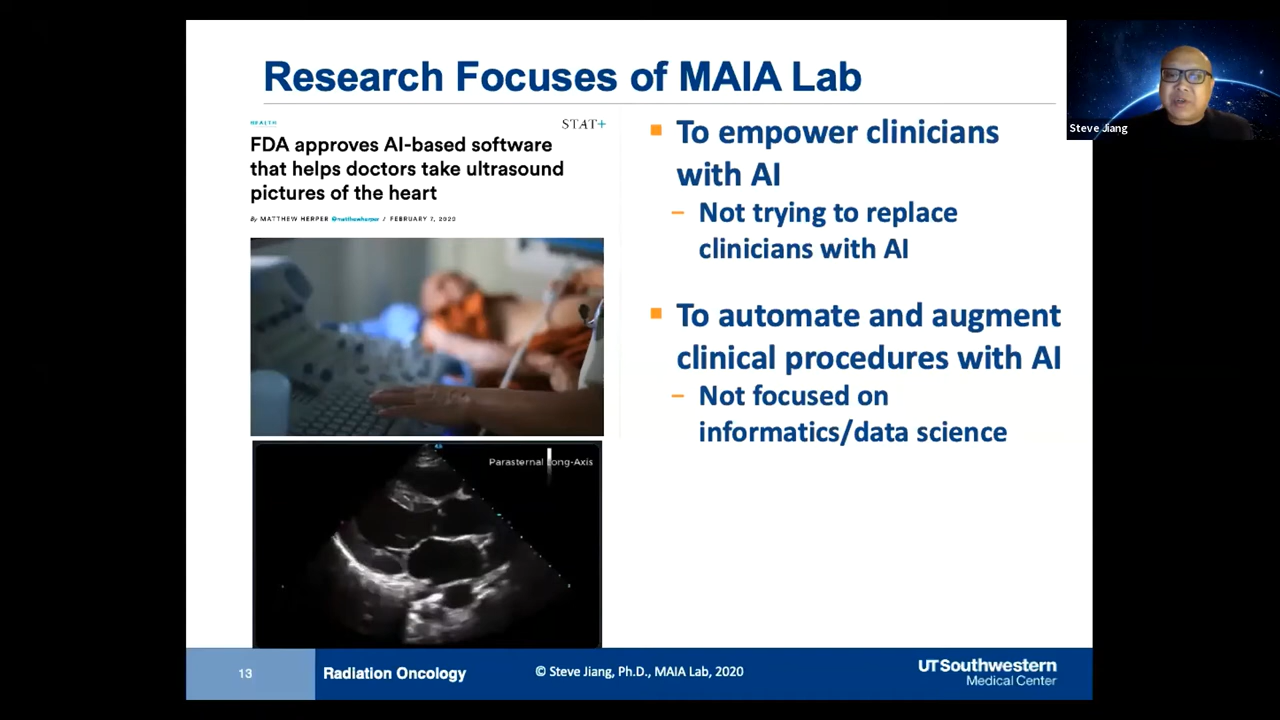 Research Focuses of MAIA Lab
HEALTH
STAT+
FDA approves AI-based software
that helps doctors take ultrasound
pictures of the heart
By MATTHEW HERPER @matthewherper / FEBRUARY 7, 2020
Parasternal Long-Axis
▪ To empower clinicians
with AI
– Not trying to replace
clinicians with AI
▪ To automate and augment
clinical procedures with AI
– Not focused on
informatics/data science
Steve Jiang
13
Radiation Oncology
© Steve Jiang, Ph.D., MAIA Lab, 2020
UTSouthwestern
Medical Center